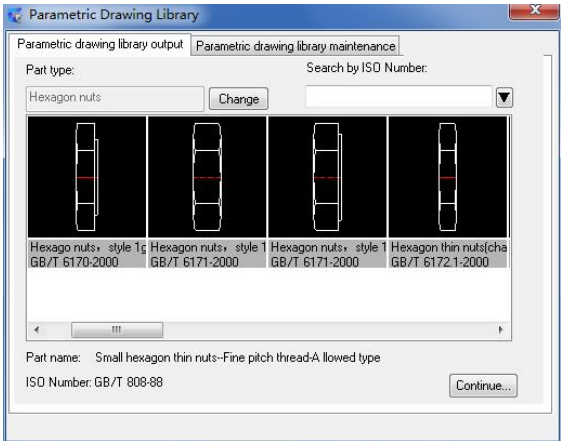 Parametric Drawing Library
Parametric drawing library output
Parametric drawing library maintenance
Part type:
Search by ISO Number:
Hexagon nuts
Change
Hexago nuts， style 1g
GB/T 6170-2000
Hexagon nuts， style 1
GB/T 6171-2000
Hexagon nuts， style 1
GB/T 6171-2000
Hexagon thin nuts(cha
GB/T 6172.1-2000
Part name: Small hexagon thin nuts--Fine pitch thread-A llowed type
ISO Number: GB/T 808-88
Continue...